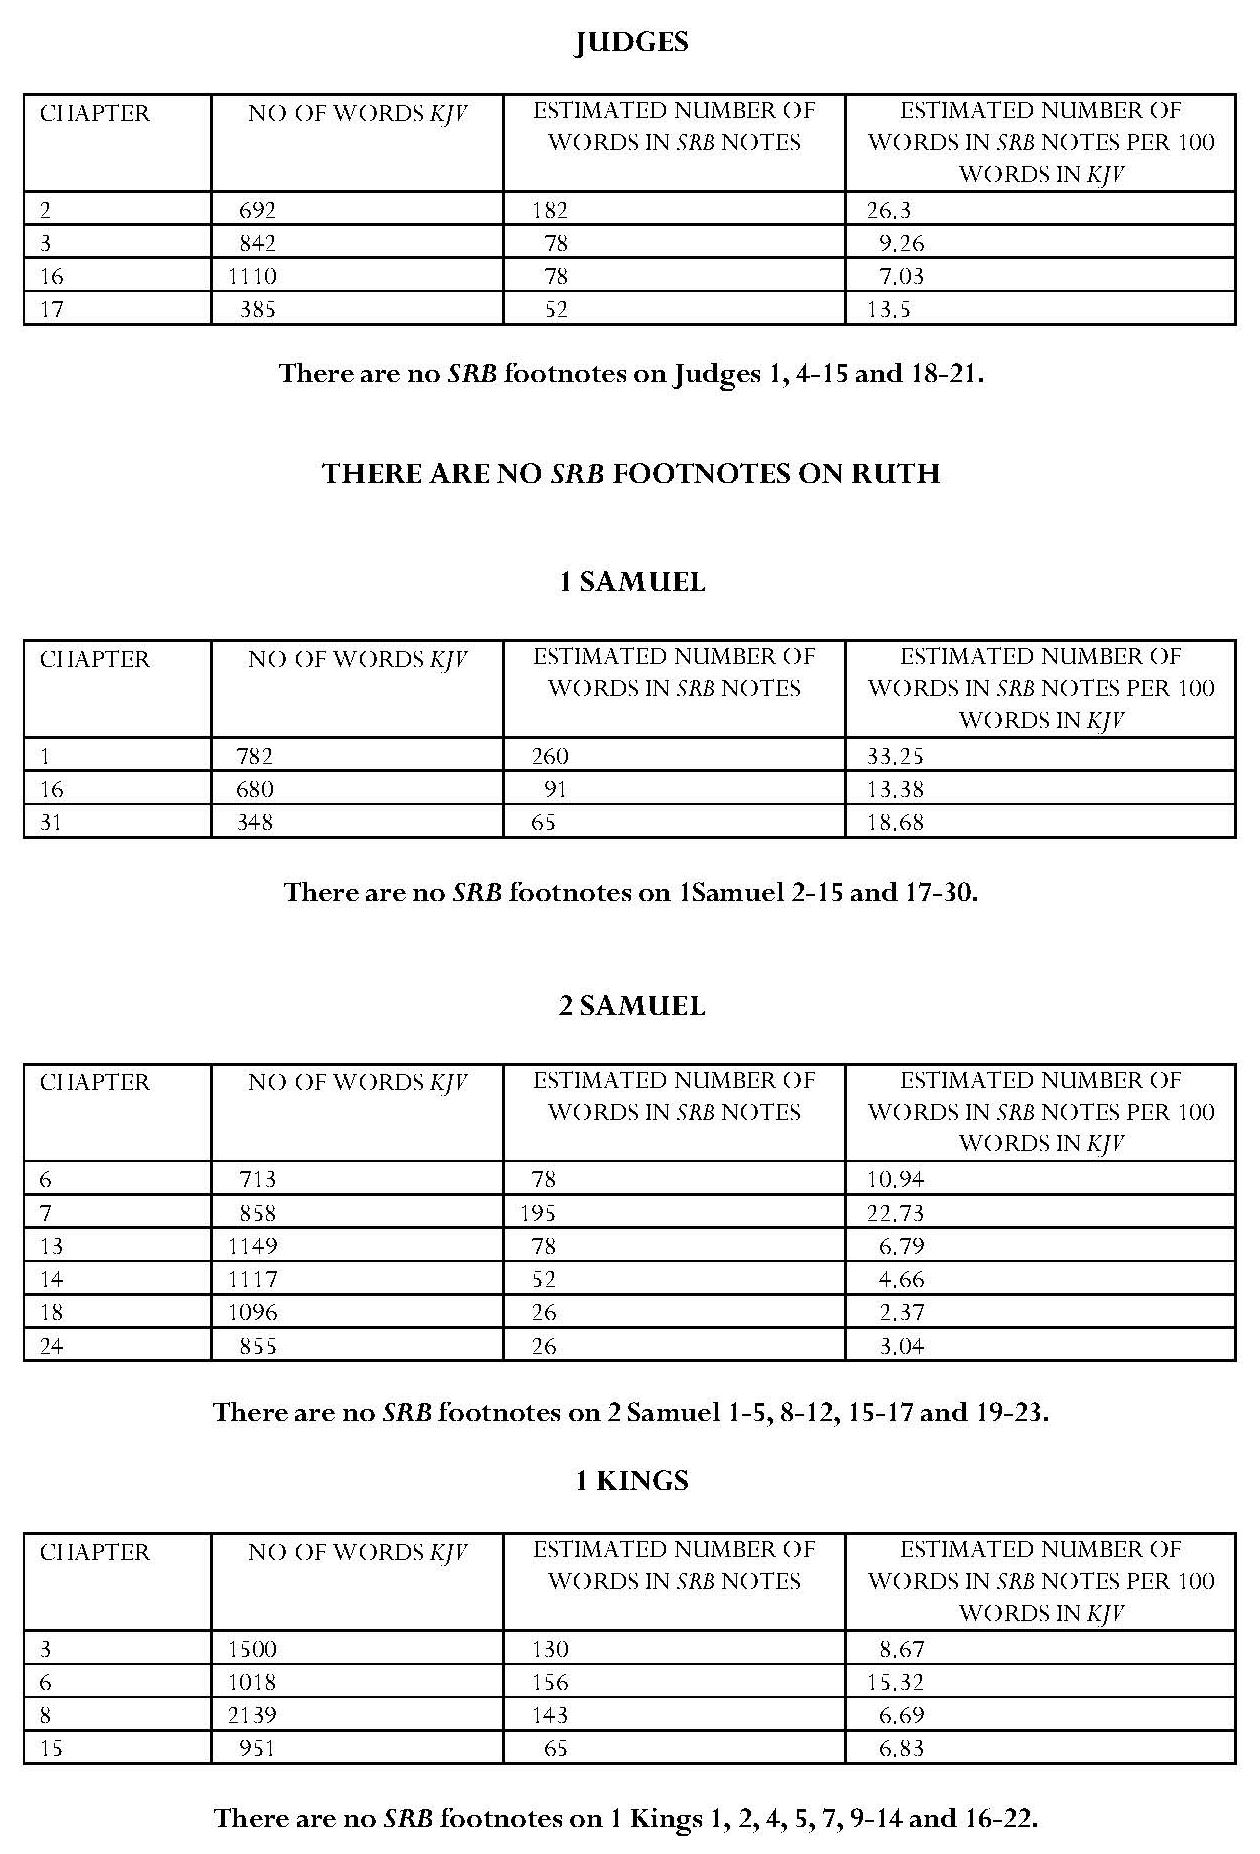 JUDGES
CHAPTER NO OF WORDS KJV ESTIMATED NUMBER OF WORDS IN SRB NOTES ESTIMATED NUMBER OF WORDS IN SRB NOTES PER 100 WORDS IN KJV
2 692 182 26.3
3 842 78 9.26
16 1110 78 7.03
17 385 52 13.5
There are no SRB footnotes on Judges 1, 4-15 and 18-21.
THERE ARE NO SRB FOOTNOTES ON RUTH
1 SAMUEL
CHAPTER NO OF WORDS KJV ESTIMATED NUMBER OF WORDS IN SRB NOTES ESTIMATED NUMBER OF WORDS IN SRB NOTES PER 100 WORDS IN KJV
1 782 260 33.25
16 680 91 13.38
31 348 65 18.68
There are no SRB footnotes on 1Samuel 2-15 and 17-30.
2 SAMUEL
CHAPTER NO OF WORDS KJV ESTIMATED NUMBER OF WORDS IN SRB NOTES ESTIMATED NUMBER OF WORDS IN SRB NOTES PER 100 WORDS IN KJV
6 713 78 10.94
7 858 195 22.73
13 1149 78 6.79
14 1117 52 4.66
18 1096 26 2.37
24 855 26 3.04
There are no SRB footnotes on 2 Samuel 1-5, 8-12, 15-17 and 19-23.
1 KINGS
CHAPTER NO OF WORDS KJV ESTIMATED NUMBER OF WORDS IN SRB NOTES ESTIMATED NUMBER OF WORDS IN SRB NOTES PER 100 WORDS IN KJV
3 1500 130 8.67
6 1018 156 15.32
8 2139 143 6.69
15 951 65 6.83
There are no SRB footnotes on 1 Kings 1, 2, 4, 5, 7, 9-14 and 16-22.